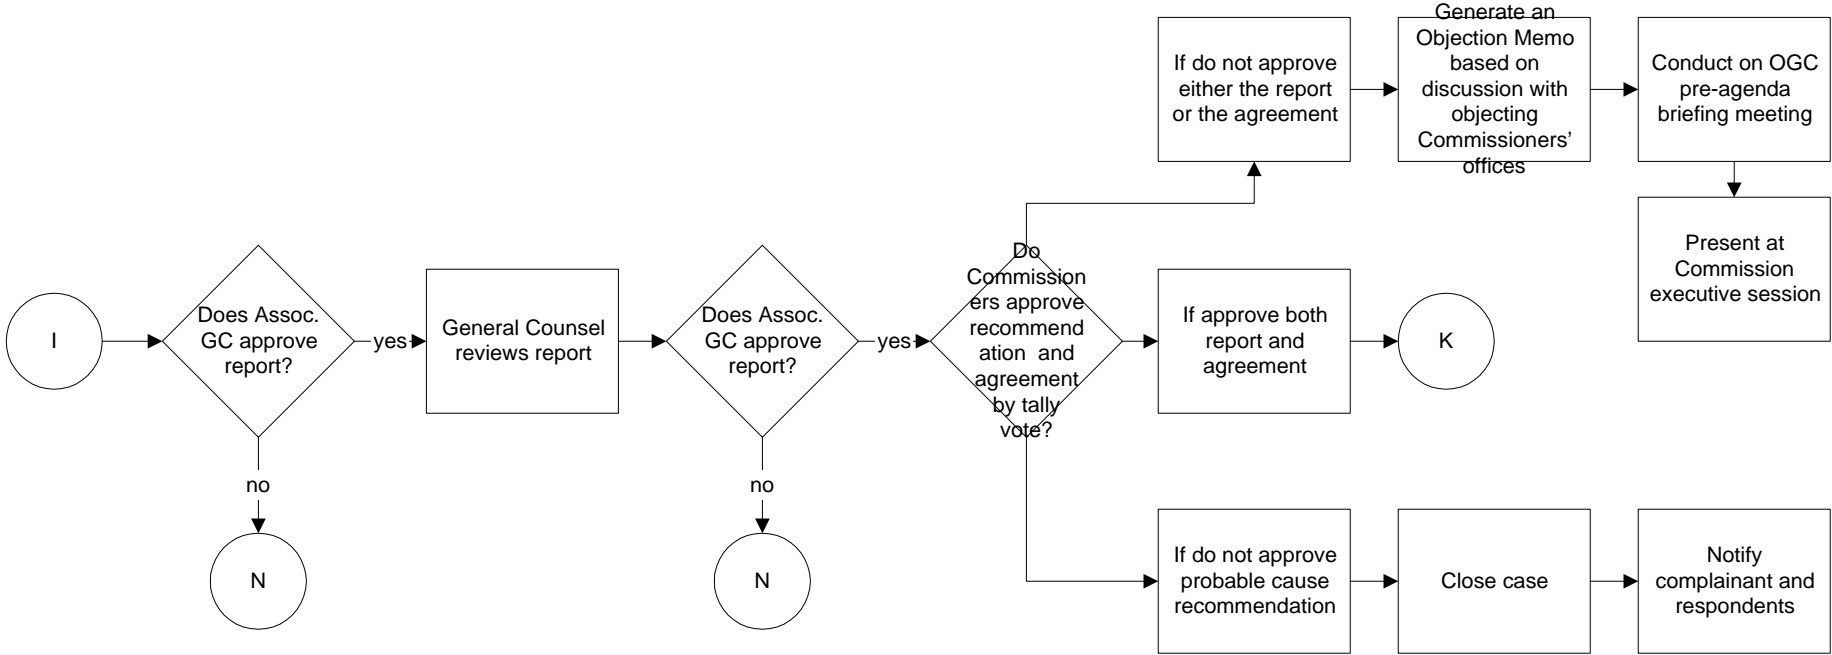 If do not approve
either the report
or the agreement
Generate an
Objection Memo
based on
discussion with
objecting
Commissioners’
offices
Conduct on OGC
pre-agenda
briefing meeting
Present at
Commission
executive session
I
Does Assoc.
GC approve
report?
yes
General Counsel
reviews report
Does Assoc.
GC approve
report?
yes
Do
Commission
ers approve
recommend
ation and
agreement
by tally
vote?
If approve both
report and
agreement
K
no
N
no
N
If do not approve
probable cause
recommendation
Close case
Notify
complainant and
respondents